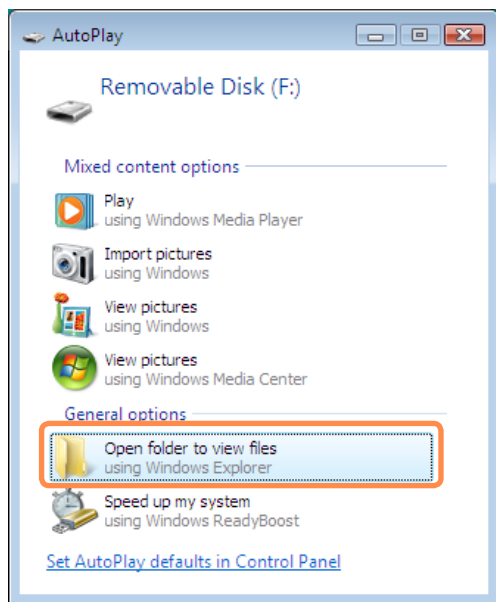 AutoPlay
Removable Disk (F:)
Mixed content options
Play
using Windows Media Player
Import pictures
using Windows
View pictures
using Windows
View pictures
using Windows Media Center
General options
Open folder to view files
using Windows Explorer
Speed up my system
using Windows ReadyBoost
Set AutoPlay defaults in Control Panel